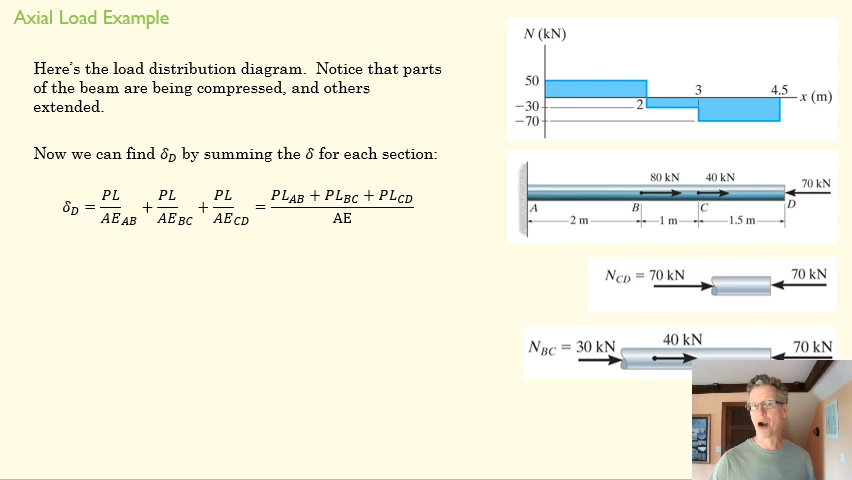 Axial Load Example
Here's the load distribution diagram. Notice that parts
of the beam are being compressed, and others
extended.
Now we can find δ_D by summing the δ for each section:
δ_D = PL/AE_AB + PL/AE_BC + PL/AE_CD = (PL_AB + PL_BC + PL_CD)/AE
N (kN)
50
3
4.5
x (m)
−30
2
−70
80 kN
40 kN
70 kN
A
B
C
D
2 m
1 m
1.5 m
N_CD = 70 kN
70 kN
40 kN
N_BC = 30 kN
70 kN